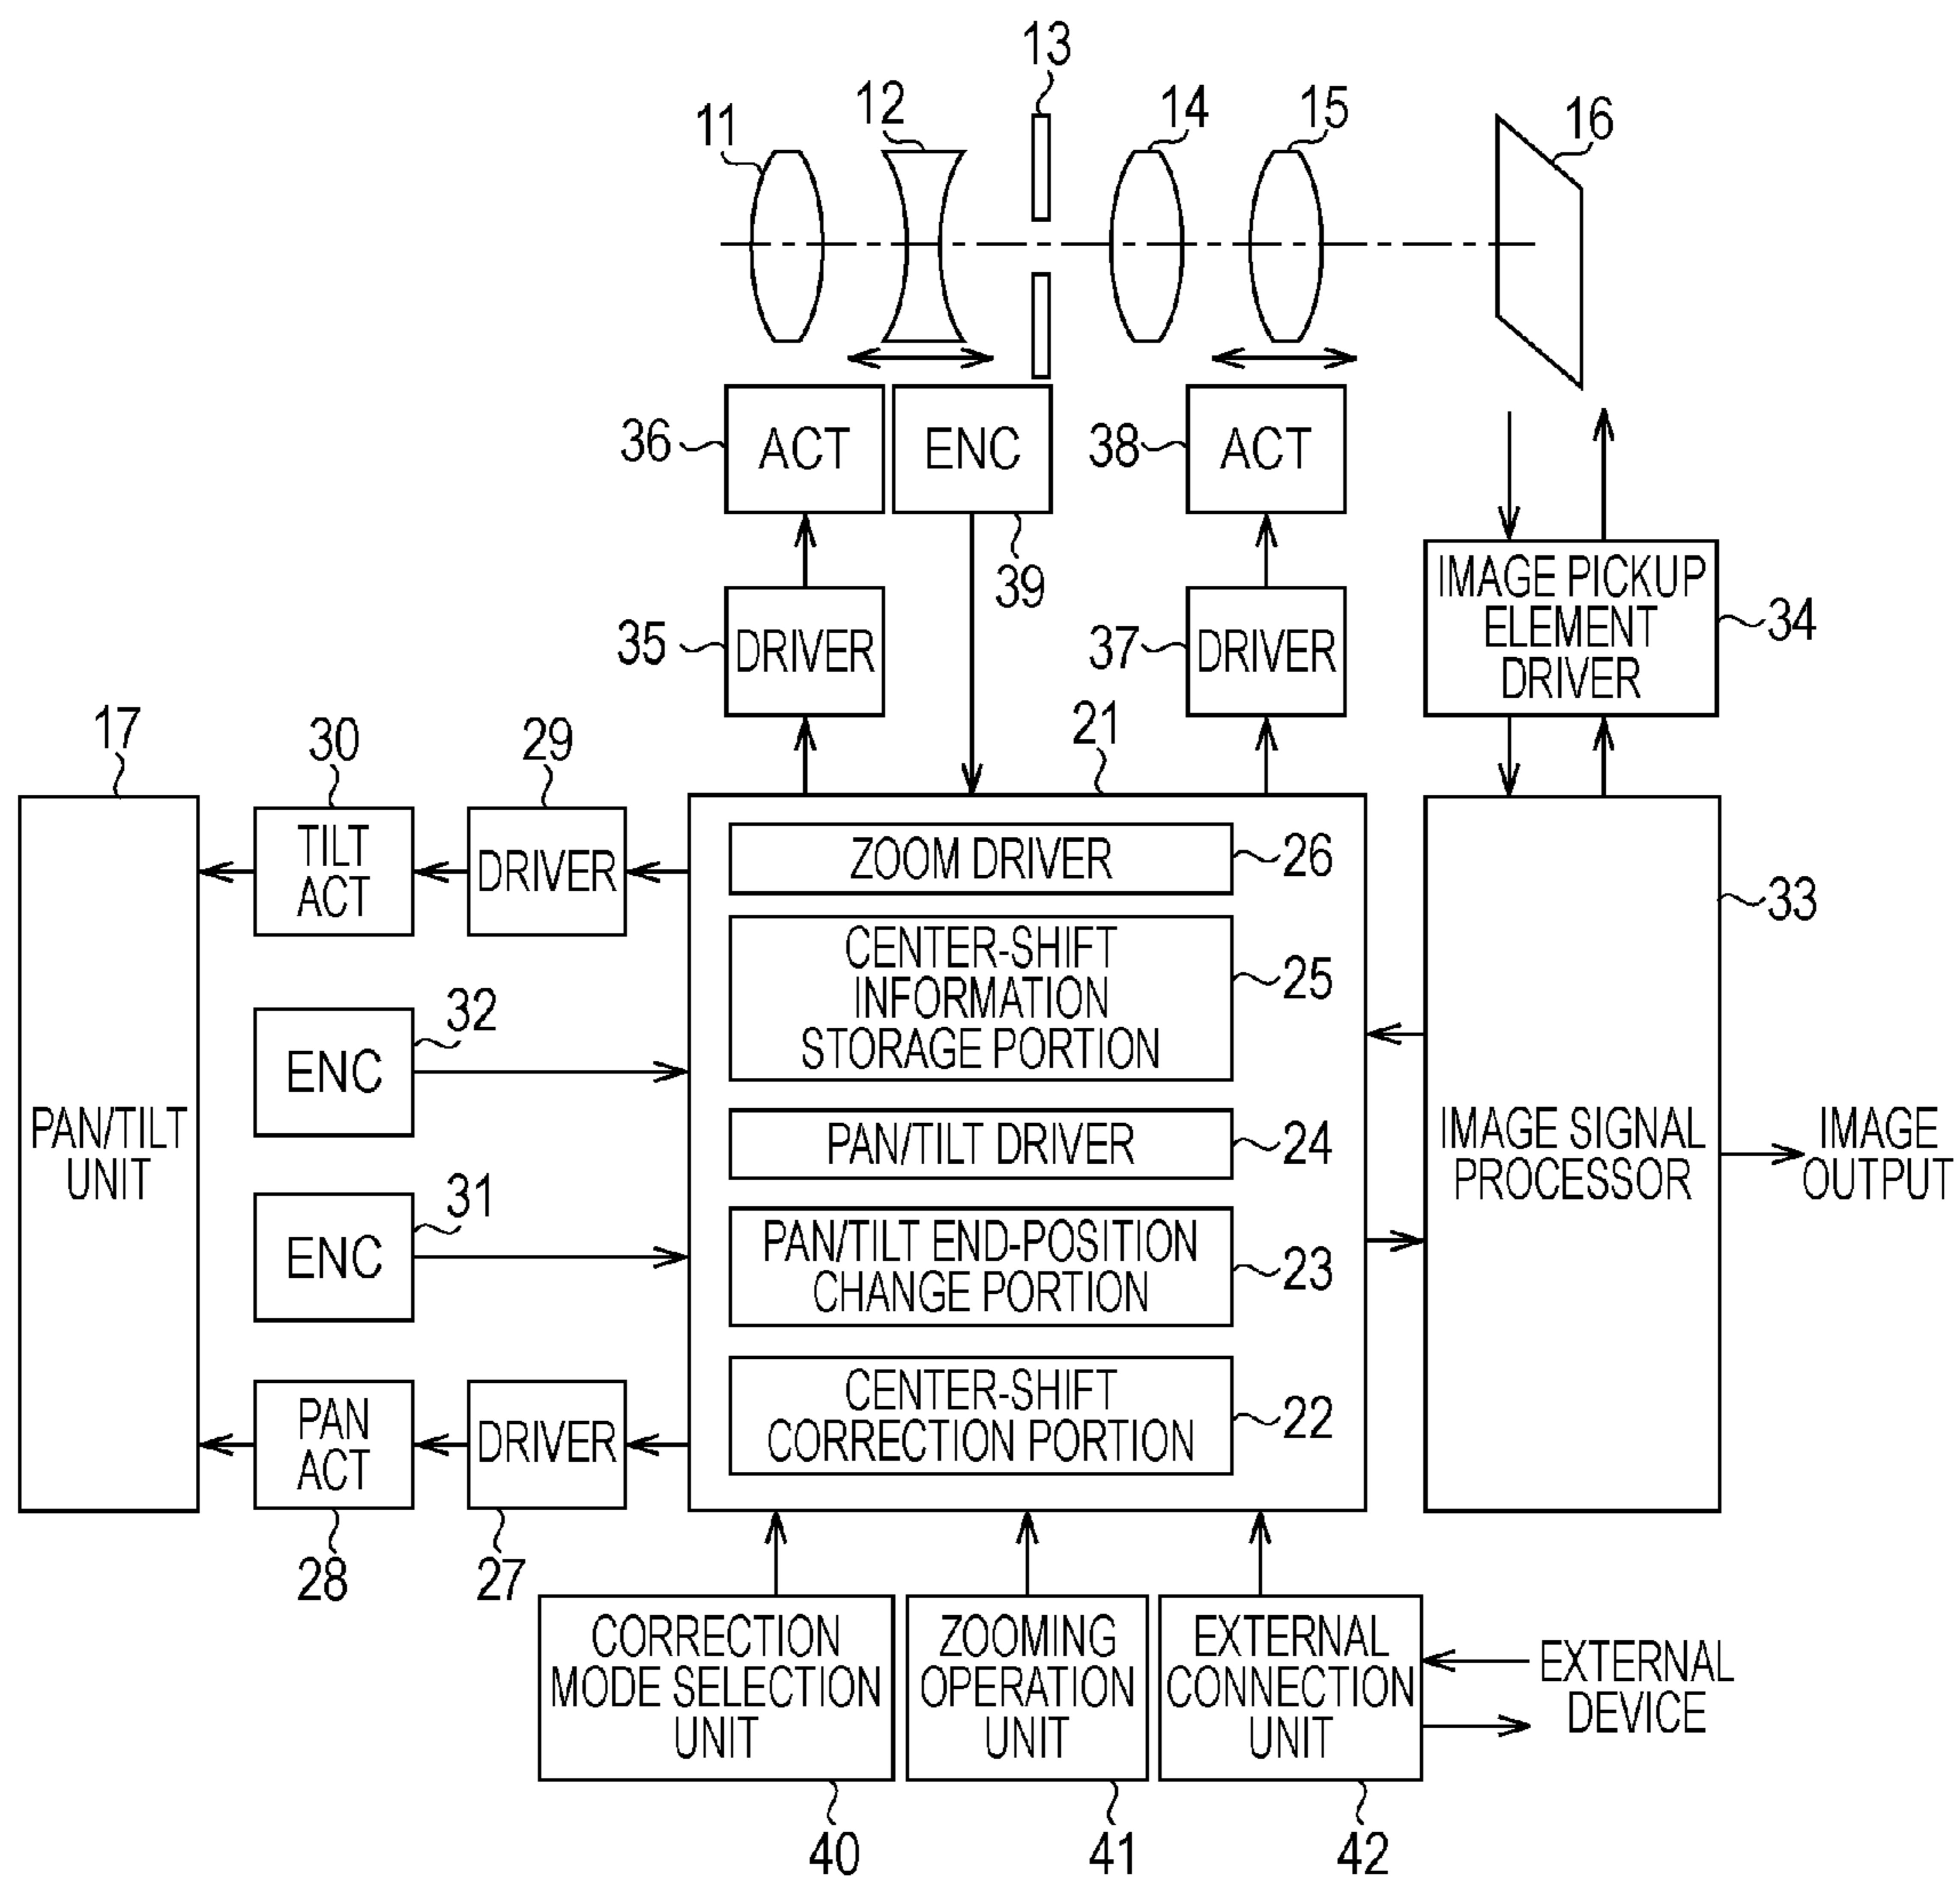 13
12
14
15
16
11
36
ACT
ENC
38
ACT
39
IMAGE PICKUP
ELEMENT
DRIVER
34
35
DRIVER
37
DRIVER
17
30
29
21
TILT
ACT
DRIVER
ZOOM DRIVER
26
33
CENTER-SHIFT
INFORMATION
STORAGE PORTION
25
32
ENC
PAN/TILT
UNIT
PAN/TILT DRIVER
24
IMAGE SIGNAL
PROCESSOR
IMAGE
OUTPUT
31
ENC
PAN/TILT END-POSITION
CHANGE PORTION
23
PAN
ACT
DRIVER
CENTER-SHIFT
CORRECTION PORTION
22
28
27
CORRECTION
MODE SELECTION
UNIT
ZOOMING
OPERATION
UNIT
EXTERNAL
CONNECTION
UNIT
EXTERNAL
DEVICE
40
41
42